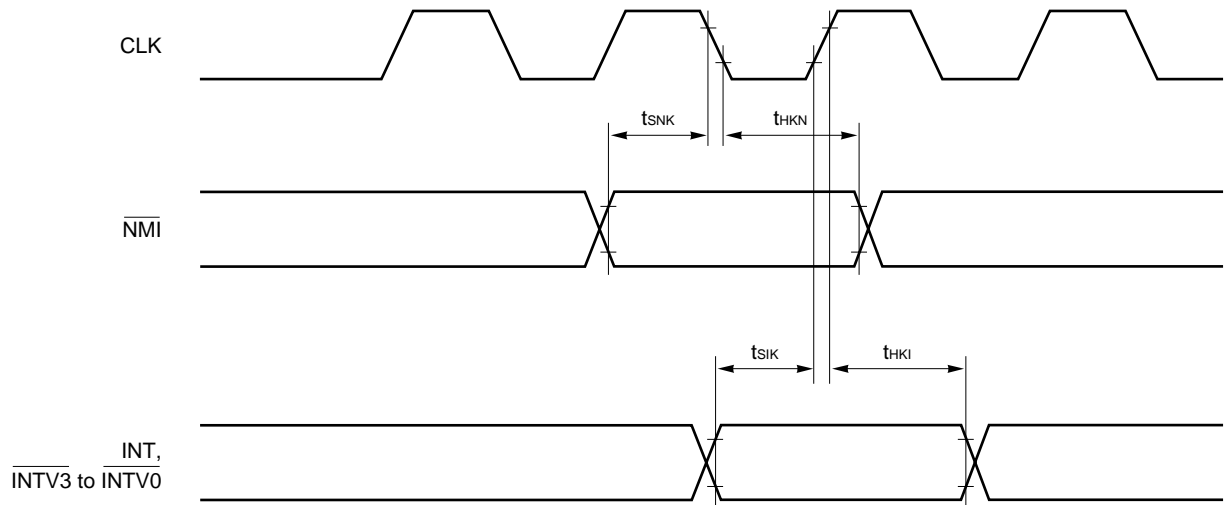 CLK
tSNK
tHKN
NMI
tSIK
tHKI
INT,
INTV3 to INTV0